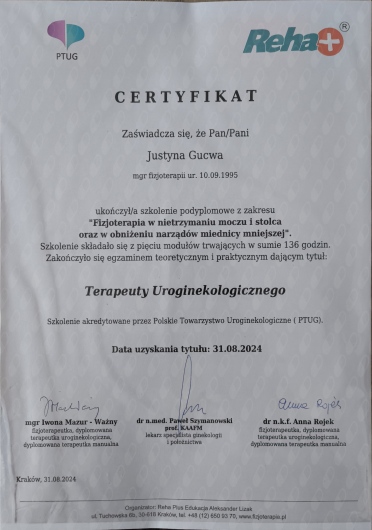 PTUG
Reha+®
CERTYFIKAT
Zaświadcza się, że Pan/Pani
Justyna Gucwa
mgr fizjoterapii ur. 10.09.1995
ukończył/a szkolenie podyplomowe z zakresu
"Fizjoterapia w nietrzymaniu moczu i stolca
oraz w obniżeniu narządów miednicy mniejszej".
Szkolenie składało się z pięciu modułów trwających w sumie 136 godzin.
Zakończyło się egzaminem teoretycznym i praktycznym dającym tytuł:
Terapeuty Uroginekologicznego
Szkolenie akredytowane przez Polskie Towarzystwo Uroginekologiczne ( PTUG).
Data uzyskania tytułu: 31.08.2024
Anna Rojek
mgr Iwona Mazur - Ważny
fizjoterapeutka, dyplomowana
terapeutka uroginekologiczna,
dyplomowana terapeutka manualna
dr n.med. Paweł Szymanowski
prof. KAAFM
lekarz specjalista ginekologii
i położnictwa
dr n.k.f. Anna Rojek
fizjoterapeutka, dyplomowana
terapeutka uroginekologiczna,
dyplomowana terapeutka manualna
Kraków, 31.08.2024
Organizator: Reha Plus Edukacja Aleksander Lizak
ul. Tuchowska 30-618 Kraków, tel. +48 (12) 650 93 70, www.fizjoterapia.pl